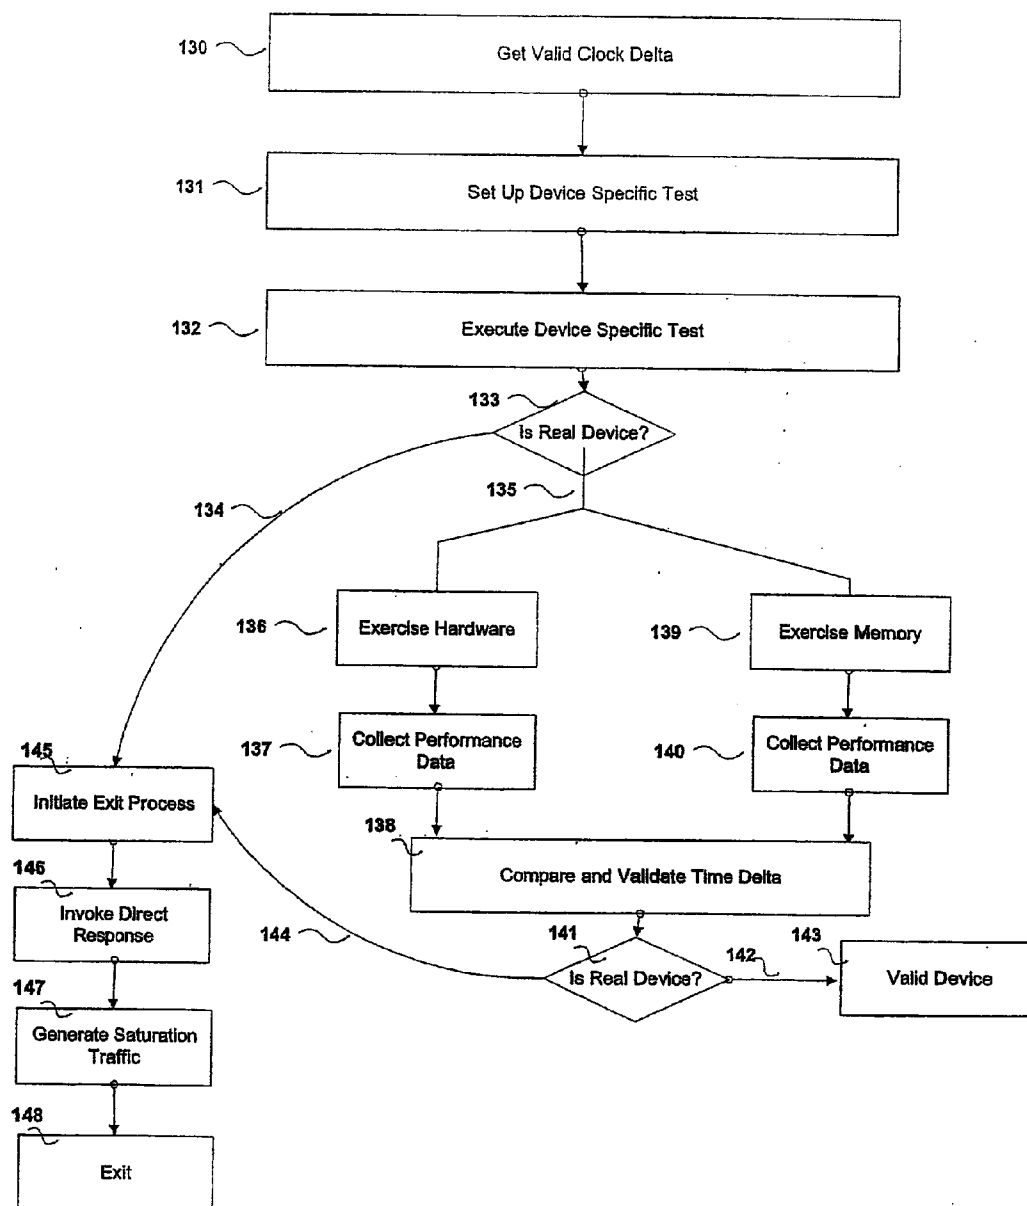 130
Get Valid Clock Delta
131
Set Up Device Specific Test
132
Execute Device Specific Test
133
Is Real Device?
134
135
136
Exercise Hardware
139
Exercise Memory
137
Collect Performance
Data
140
Collect Performance
Data
145
Initiate Exit Process
138
Compare and Validate Time Delta
146
Invoke Direct
Response
144
141
Is Real Device?
142
143
Valid Device
147
Generate Saturation
Traffic
148
Exit